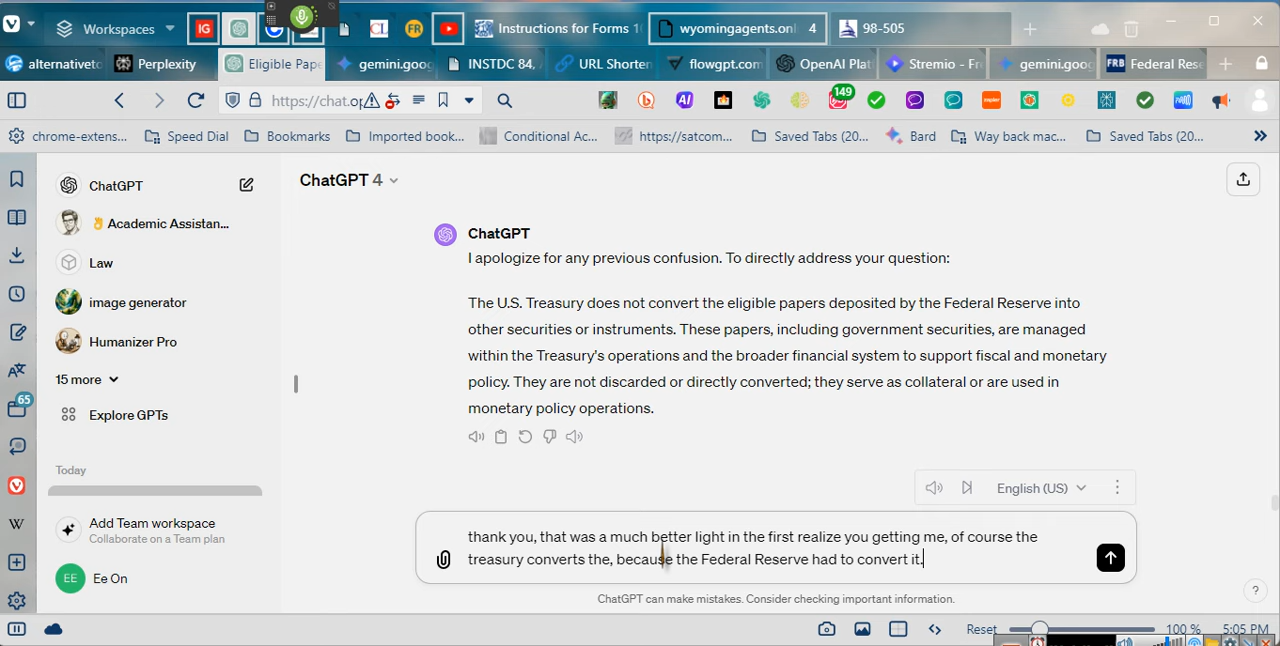 Workspaces
IG
CL
FR
Instructions for Forms 1
wyomingagents.onl 4
98-505
alternativeto
Perplexity
Eligible Pape
gemini.goog
INSTDC 84,
URL Shorten
flowgpt.com
OpenAI Plat
Stremio - Fr
gemini.goog
FRB Federal Rese
https://chat.op
149
chrome-extens...
Speed Dial
Bookmarks
Imported book...
Conditional Ac...
https://satcom...
Saved Tabs (20...
Bard
Way back mac...
Saved Tabs (20...
ChatGPT
Academic Assistan...
Law
image generator
Humanizer Pro
15 more
Explore GPTs
Today
Add Team workspace
Collaborate on a Team plan
EE Ee On
65
W
ChatGPT 4
ChatGPT
I apologize for any previous confusion. To directly address your question:
The U.S. Treasury does not convert the eligible papers deposited by the Federal Reserve into
other securities or instruments. These papers, including government securities, are managed
within the Treasury's operations and the broader financial system to support fiscal and monetary
policy. They are not discarded or directly converted; they serve as collateral or are used in
monetary policy operations.
English (US)
thank you, that was a much better light in the first realize you getting me, of course the
treasury converts the, because the Federal Reserve had to convert it.
ChatGPT can make mistakes. Consider checking important information.
?
Reset
100 %
5:05 PM